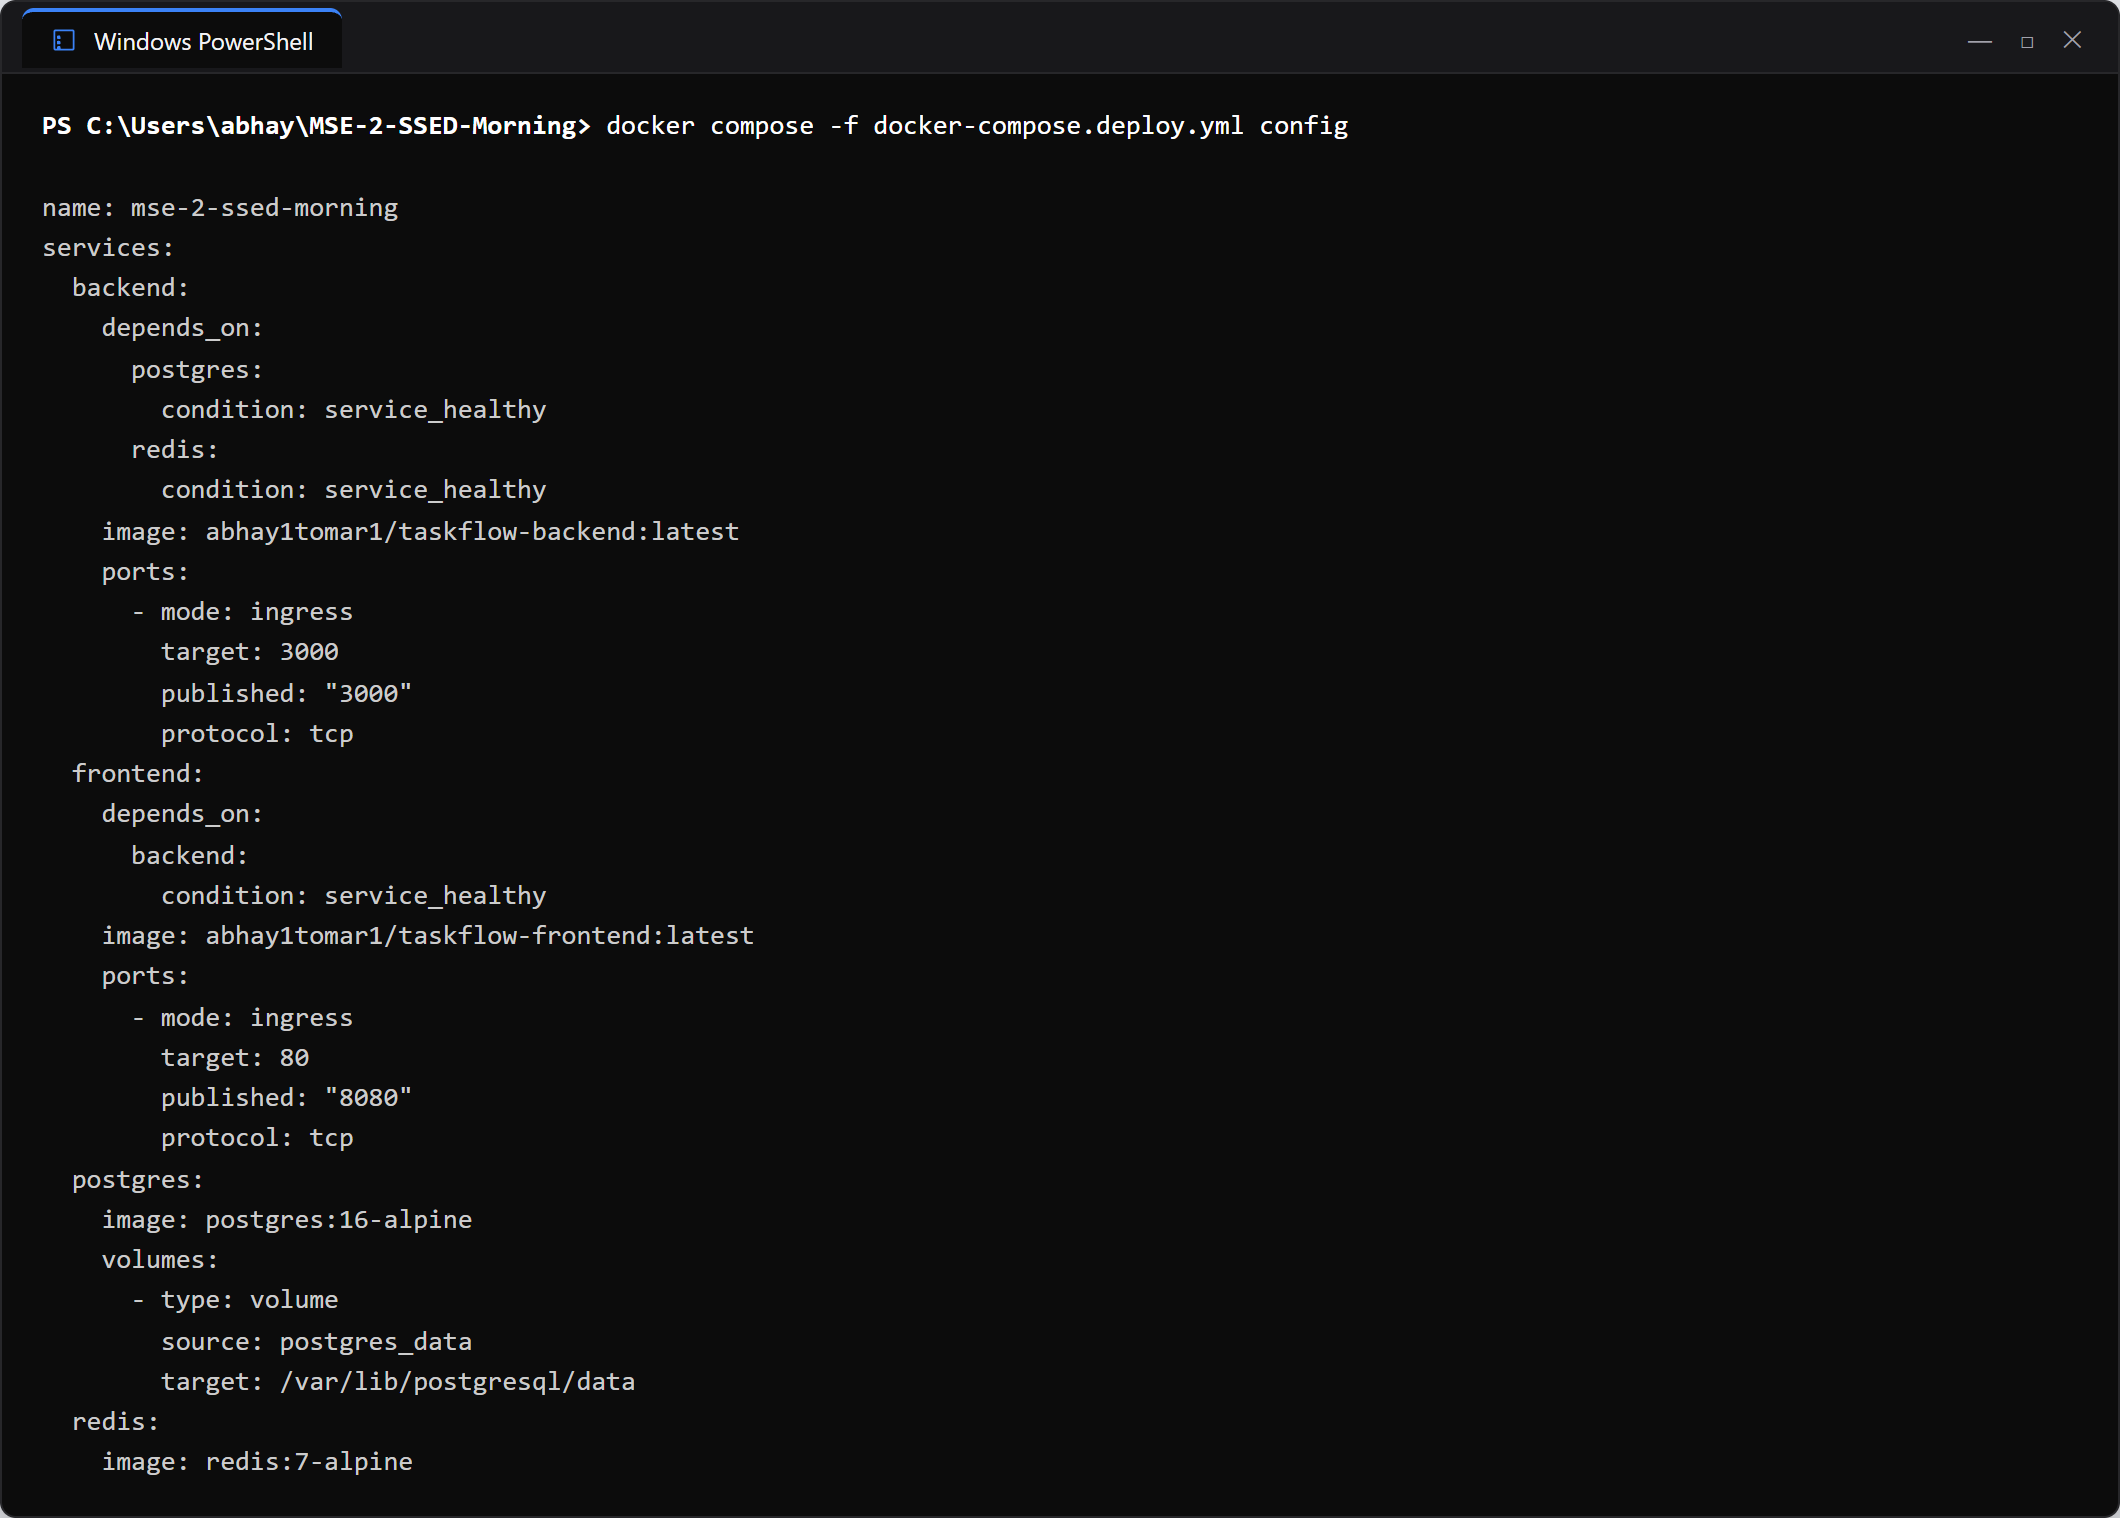 Windows PowerShell
PS C:\Users\abhay\MSE-2-SSED-Morning> docker compose -f docker-compose.deploy.yml config
name: mse-2-ssed-morning
services:
  backend:
    depends_on:
      postgres:
        condition: service_healthy
      redis:
        condition: service_healthy
    image: abhay1tomar1/taskflow-backend:latest
    ports:
      - mode: ingress
        target: 3000
        published: "3000"
        protocol: tcp
  frontend:
    depends_on:
      backend:
        condition: service_healthy
    image: abhay1tomar1/taskflow-frontend:latest
    ports:
      - mode: ingress
        target: 80
        published: "8080"
        protocol: tcp
  postgres:
    image: postgres:16-alpine
    volumes:
      - type: volume
        source: postgres_data
        target: /var/lib/postgresql/data
  redis:
    image: redis:7-alpine